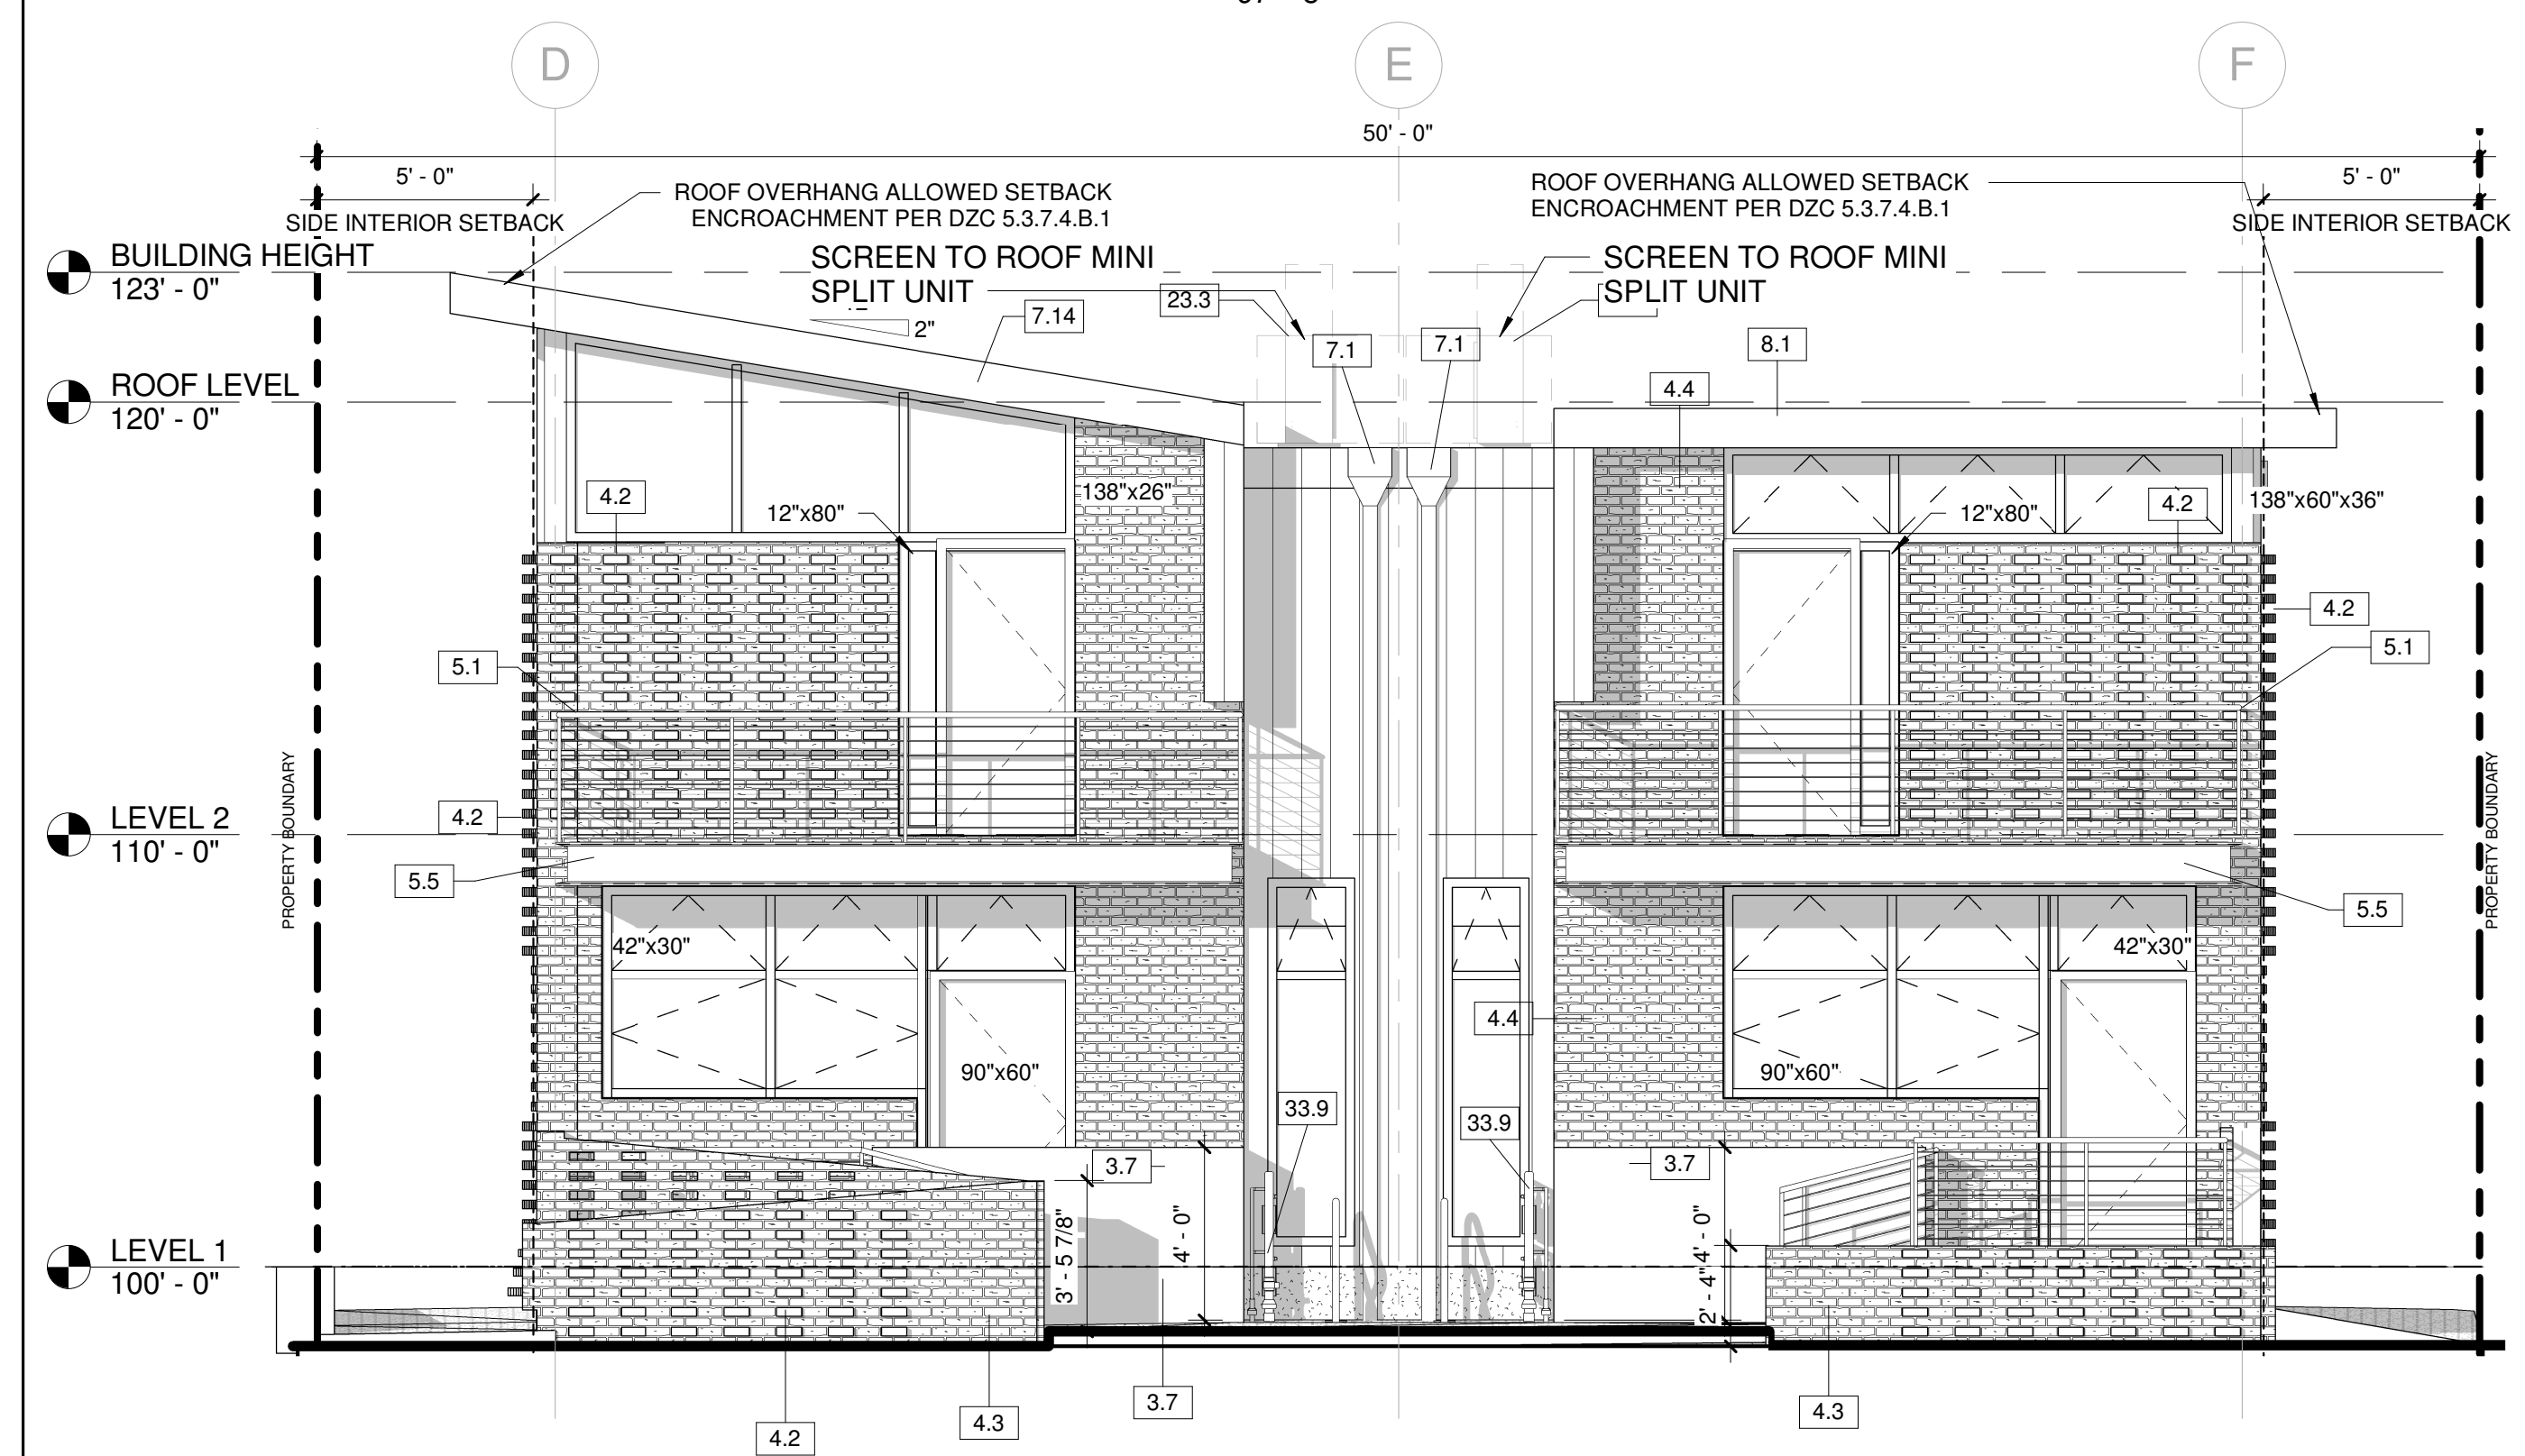 D
E
F
50' - 0"
5' - 0"
5' - 0"
SIDE INTERIOR SETBACK
SIDE INTERIOR SETBACK
ROOF OVERHANG ALLOWED SETBACK
ENCROACHMENT PER DZC 5.3.7.4.B.1
ROOF OVERHANG ALLOWED SETBACK
ENCROACHMENT PER DZC 5.3.7.4.B.1
BUILDING HEIGHT
123' - 0"
SCREEN TO ROOF MINI
SPLIT UNIT
SCREEN TO ROOF MINI
SPLIT UNIT
23.3
2"
7.14
7.1
7.1
8.1
ROOF LEVEL
120' - 0"
4.4
4.2
12"x80"
138"x26"
12"x80"
4.2
138"x60"x36"
4.2
5.1
5.1
PROPERTY BOUNDARY
PROPERTY BOUNDARY
LEVEL 2
110' - 0"
4.2
5.5
5.5
42"x30"
42"x30"
4.4
90"x60"
90"x60"
33.9
33.9
3.7
3.7
3' - 5 7/8"
4' - 0"
4' - 0"
2' - 4"
LEVEL 1
100' - 0"
4.2
4.3
3.7
4.3